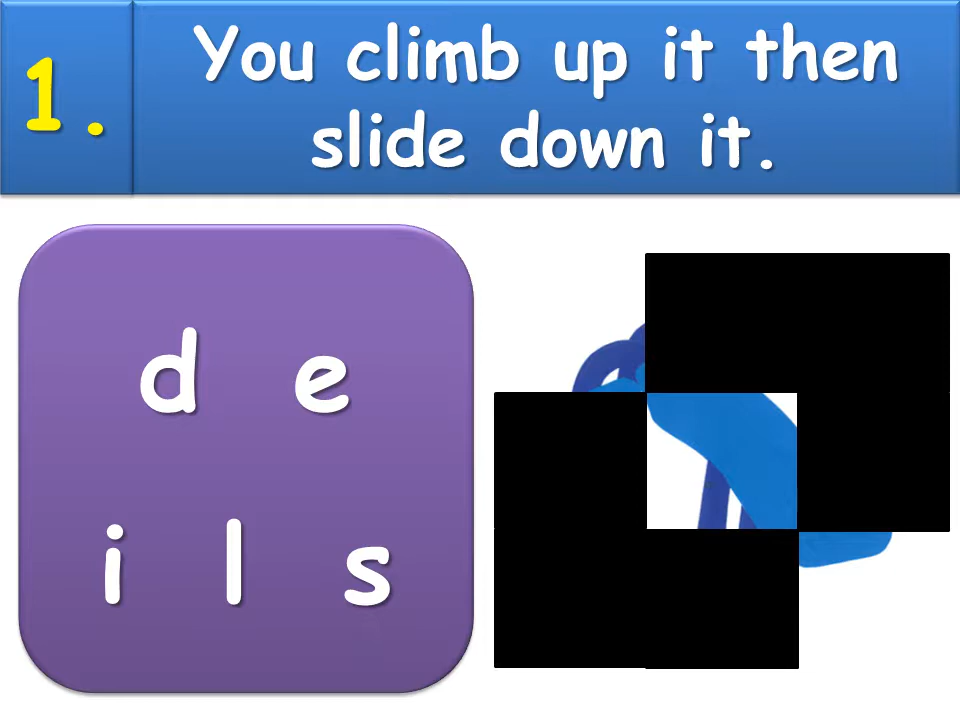 1.
You climb up it then
slide down it.
d e
i l s